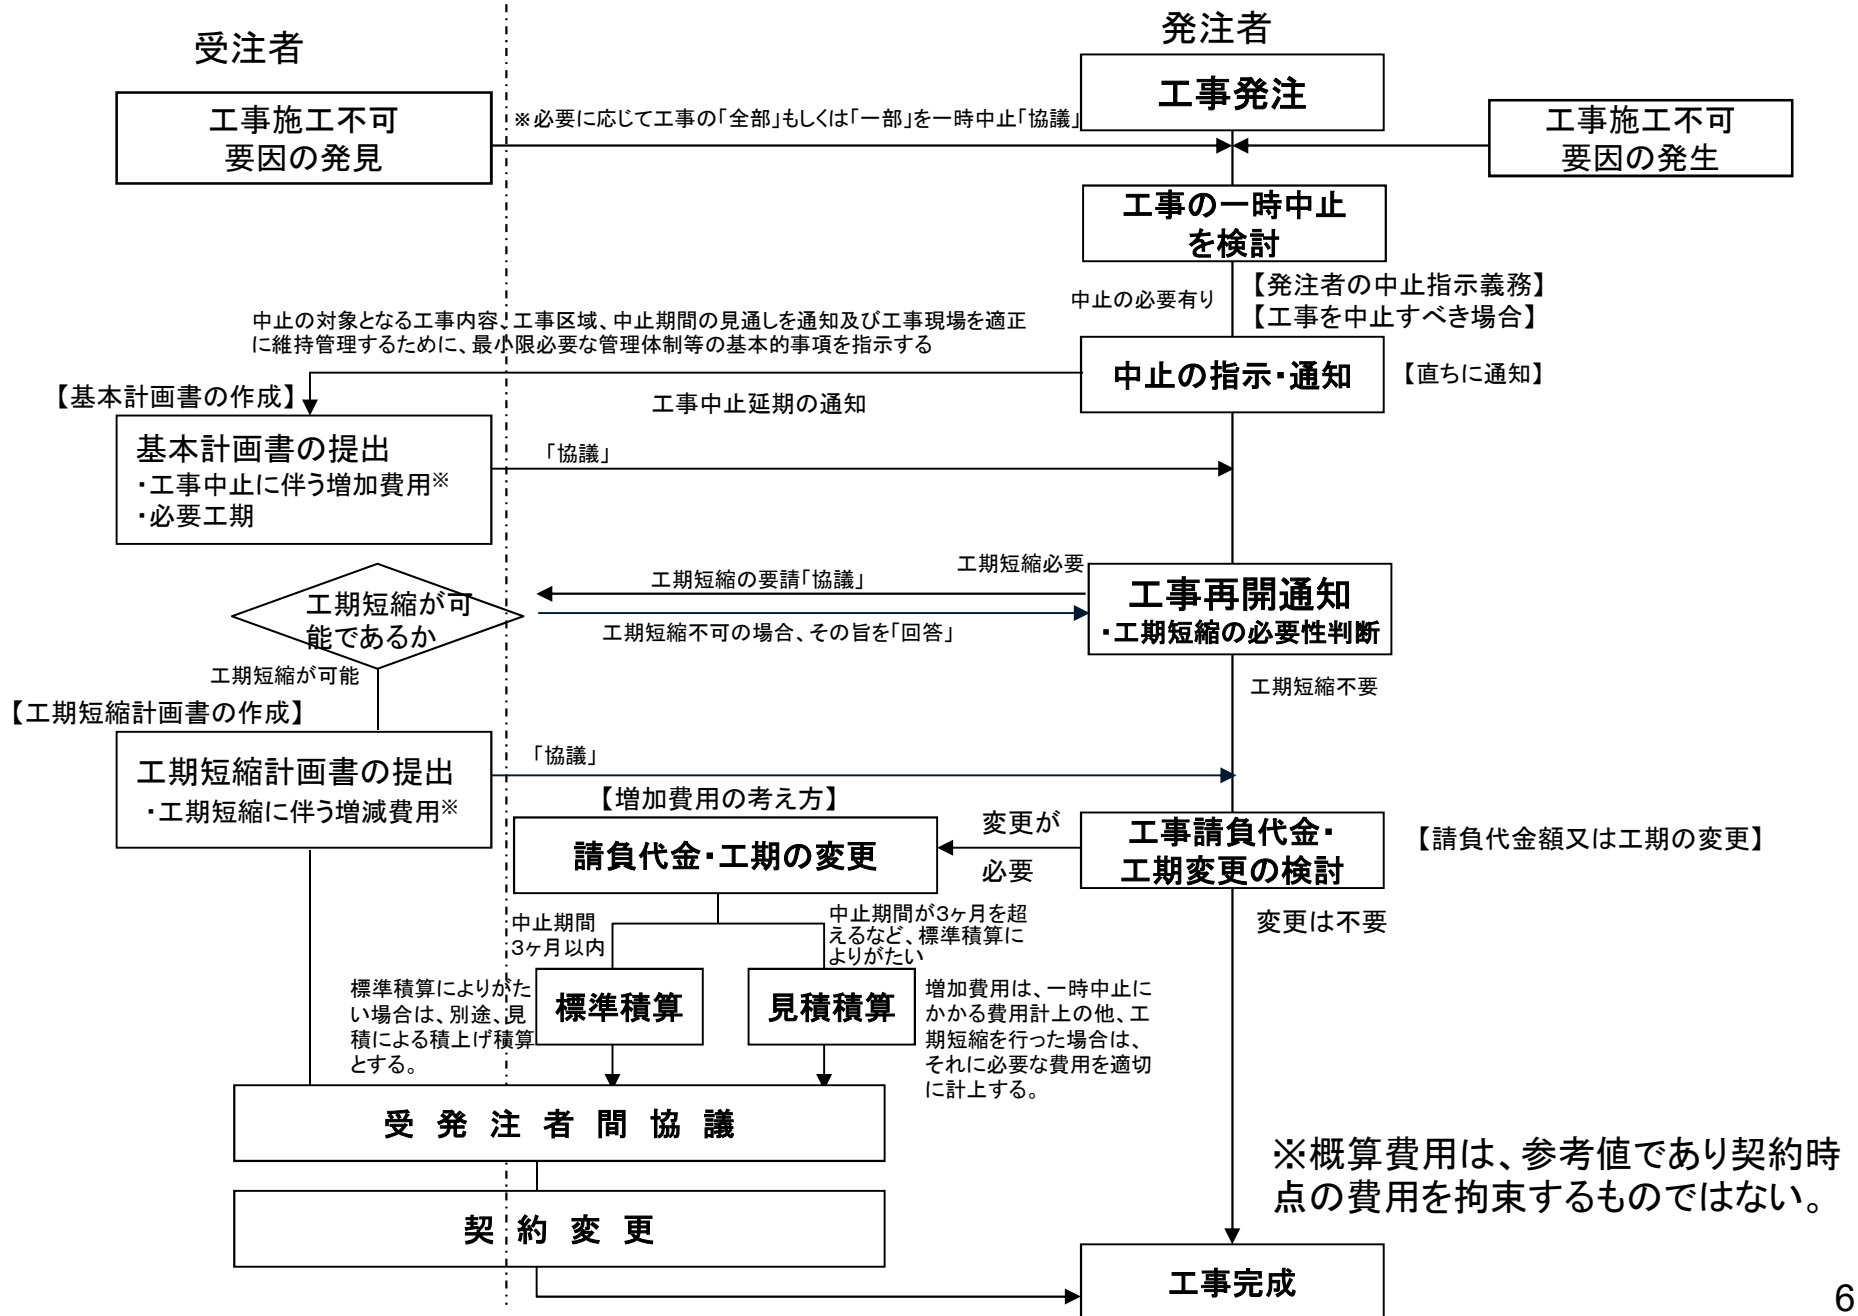 受注者
発注者
工事発注
工事施工不可
要因の発見
※必要に応じて工事の「全部」もしくは「一部」を一時中止「協議」
工事施工不可
要因の発生
工事の一時中止
を検討
中止の必要有り
【発注者の中止指示義務】
【工事を中止すべき場合】
中止の対象となる工事内容、工事区域、中止期間の見通しを通知及び工事現場を適正
に維持管理するために、最小限必要な管理体制等の基本的事項を指示する
中止の指示・通知
【直ちに通知】
【基本計画書の作成】
工事中止延期の通知
基本計画書の提出
・工事中止に伴う増加費用※
・必要工期
「協議」
工期短縮必要
工期短縮の要請「協議」
工事再開通知
・工期短縮の必要性判断
工期短縮が可
能であるか
工期短縮不可の場合、その旨を「回答」
工期短縮が可能
工期短縮不要
【工期短縮計画書の作成】
工期短縮計画書の提出
・工期短縮に伴う増減費用※
「協議」
【増加費用の考え方】
請負代金・工期の変更
変更が
必要
工事請負代金・
工期変更の検討
【請負代金額又は工期の変更】
中止期間
3ヶ月以内
中止期間が3ヶ月を超
えるなど、標準積算に
よりがたい
変更は不要
標準積算によりがた
い場合は、別途、見
積による積上げ積算
とする。
標準積算
見積積算
増加費用は、一時中止に
かかる費用計上の他、工
期短縮を行った場合は、
それに必要な費用を適切
に計上する。
受発注者間協議
※概算費用は、参考値であり契約時
点の費用を拘束するものではない。
契約変更
工事完成
6